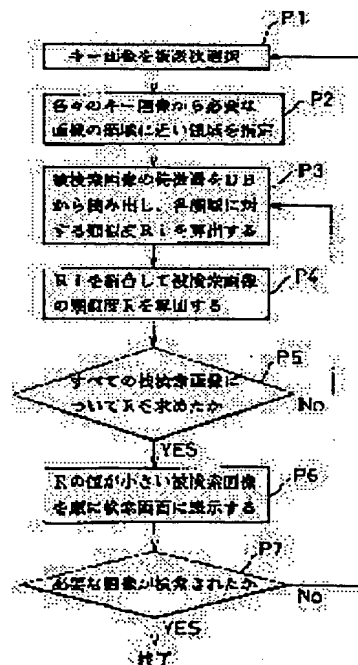 P1
キー画像を複数枚選択
P2
各々のキー画像から必要な
画像の領域に近い領域を指定
P3
被検索画像の特徴量をDB
から読み出し、各領域に対
する類似度Riを算出する
P4
Riを統合して被検索画像
の類似度Rを算出する
P5
すべての被検索画像に
ついてRを求めたか
No
YES
P6
Rの値が小さい被検索画像
を順に検索画面に表示する
P7
必要な画像が検索されたか
No
YES
終了